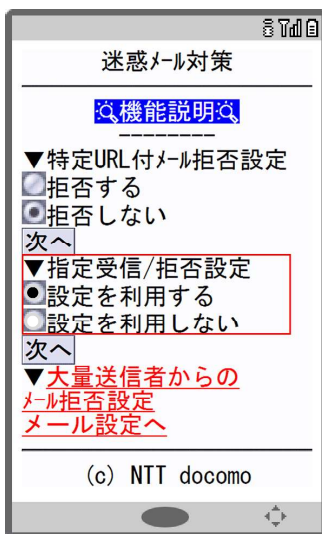 迷惑ﾒｰﾙ対策
機能説明
--------
▼特定URL付ﾒｰﾙ拒否設定
拒否する
拒否しない
次へ
▼指定受信/拒否設定
設定を利用する
設定を利用しない
次へ
▼大量送信者からの
ﾒｰﾙ拒否設定
メール設定へ
(c) NTT docomo